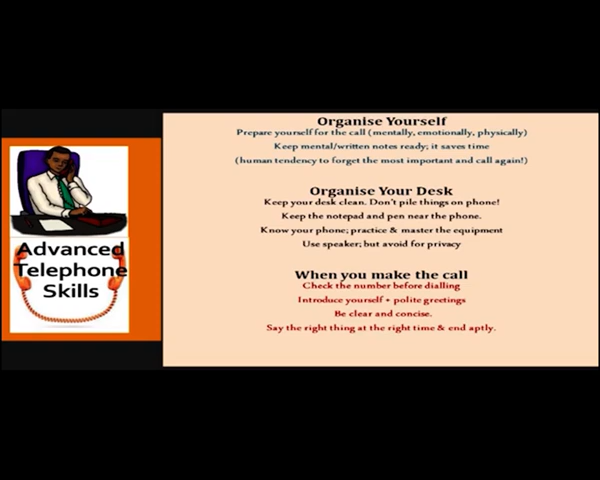 Advanced
Telephone
Skills
Organise Yourself
Prepare yourself for the call (mentally, emotionally, physically)
Keep mental/written notes ready; it saves time
(human tendency to forget the most important and call again!)
Organise Your Desk
Keep your desk clean. Don't pile things on phone!
Keep the notepad and pen near the phone.
Know your phone; practice & master the equipment
Use speaker; but avoid for privacy
When you make the call
Check the number before dialling
Introduce yourself + polite greetings
Be clear and concise.
Say the right thing at the right time & end aptly.